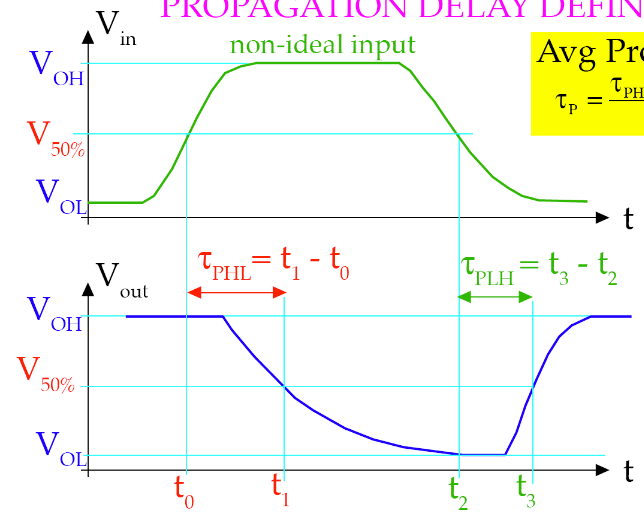 PROPAGATION DELAY DEFIN
V_in
non-ideal input
Avg Pro
τ_P = τ_PH
V_OH
V_50%
V_OL
t
τ_PHL = t_1 - t_0
τ_PLH = t_3 - t_2
V_out
V_OH
V_50%
V_OL
t
t_0 t_1 t_2 t_3